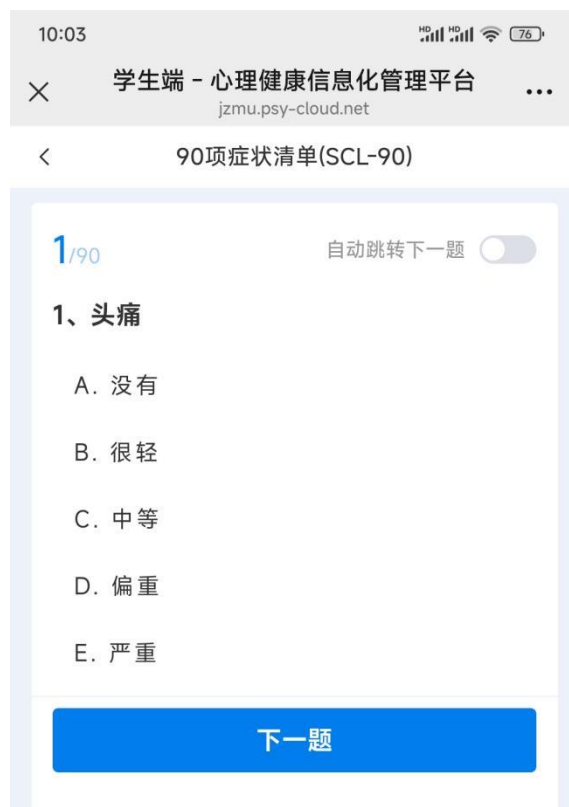 10:03
HD HD 76
学生端 - 心理健康信息化管理平台
jzmu.psy-cloud.net
90项症状清单(SCL-90)
1/90 自动跳转下一题
1、头痛
A. 没有
B. 很轻
C. 中等
D. 偏重
E. 严重
下一题